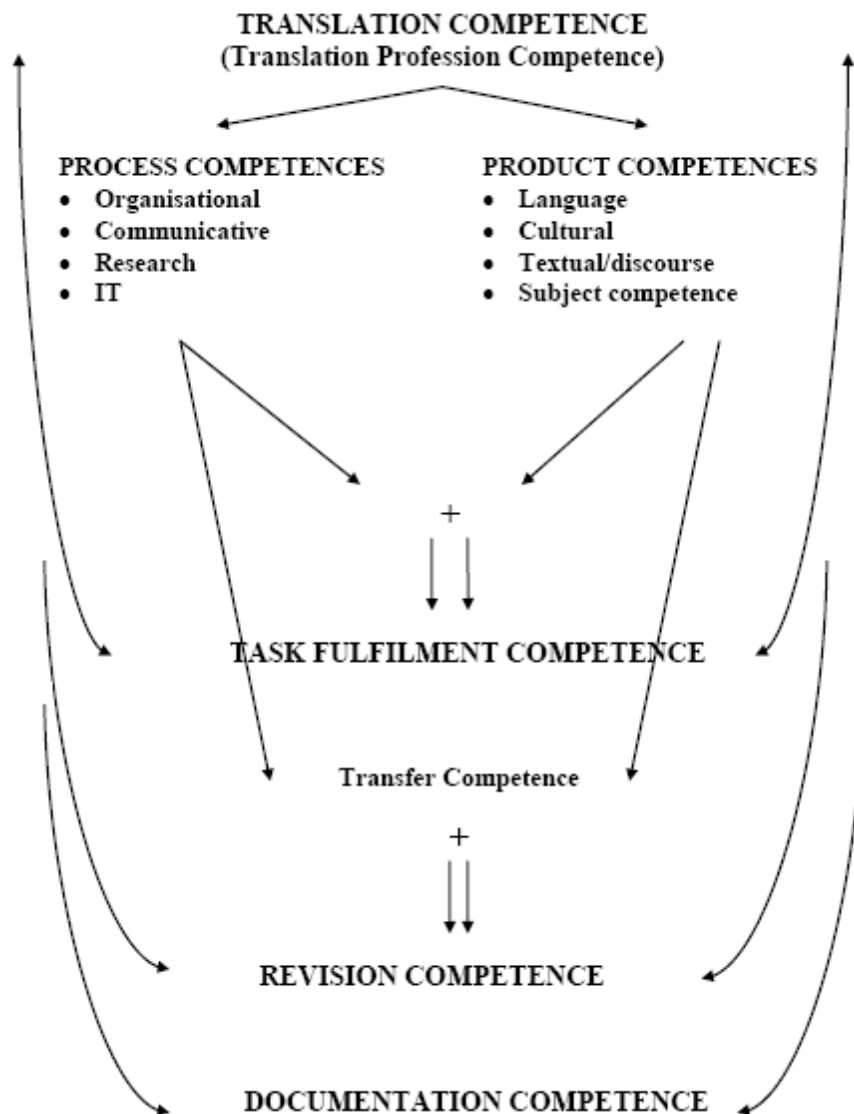 TRANSLATION COMPETENCE
(Translation Profession Competence)
PROCESS COMPETENCES
• Organisational
• Communicative
• Research
• IT
PRODUCT COMPETENCES
• Language
• Cultural
• Textual/discourse
• Subject competence
+
TASK FULFILMENT COMPETENCE
Transfer Competence
+
REVISION COMPETENCE
DOCUMENTATION COMPETENCE